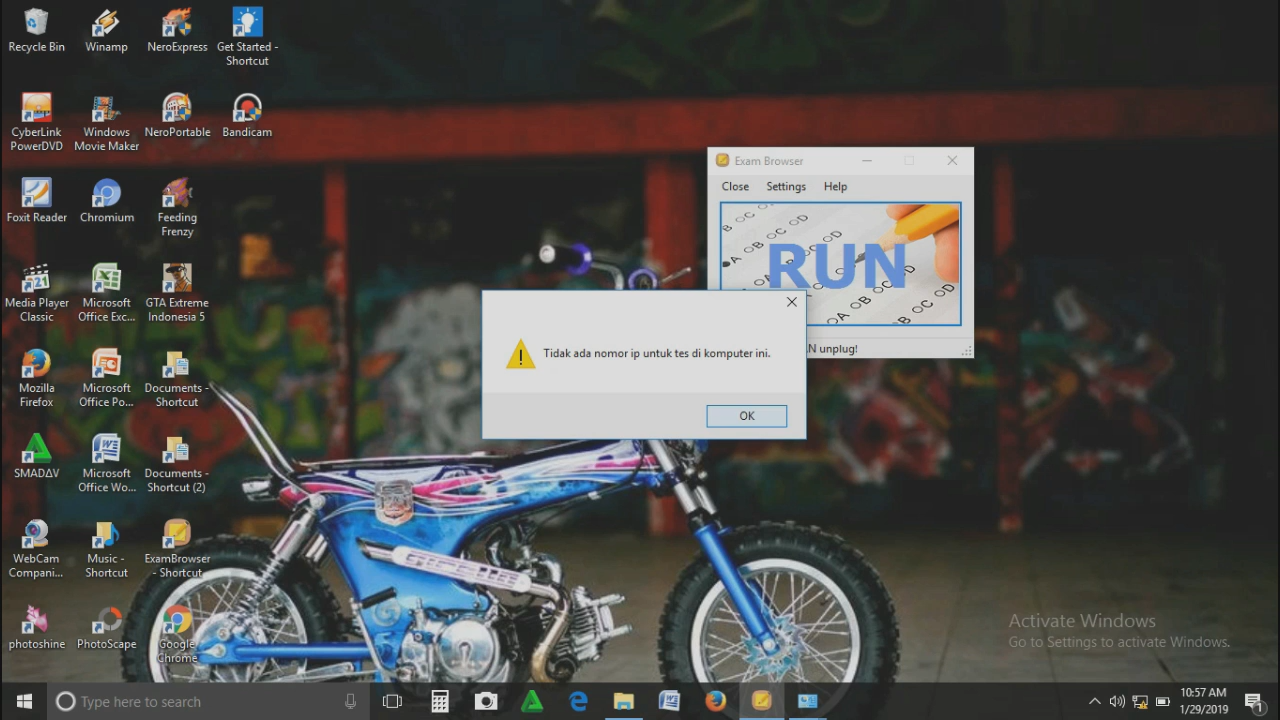 Recycle Bin
Winamp
NeroExpress
Get Started -
Shortcut
CyberLink
PowerDVD
Windows
Movie Maker
NeroPortable
Bandicam
Foxit Reader
Chromium
Feeding
Frenzy
Media Player
Classic
Microsoft
Office Exc...
GTA Extreme
Indonesia 5
Mozilla
Firefox
Microsoft
Office Po...
Documents -
Shortcut
SMADΔV
Microsoft
Office Wo...
Documents -
Shortcut (2)
WebCam
Compani...
Music -
Shortcut
ExamBrowser
- Shortcut
photoshine
PhotoScape
Google
Chrome
Exam Browser
Close Settings Help
RUN
N unplug!
Tidak ada nomor ip untuk tes di komputer ini.
OK
Activate Windows
Go to Settings to activate Windows.
Type here to search
10:57 AM
1/29/2019
1